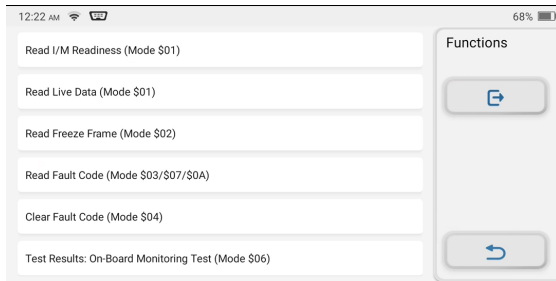 12:22 AM
68%
Functions
Read I/M Readiness (Mode $01)
Read Live Data (Mode $01)
Read Freeze Frame (Mode $02)
Read Fault Code (Mode $03/$07/$0A)
Clear Fault Code (Mode $04)
Test Results: On-Board Monitoring Test (Mode $06)